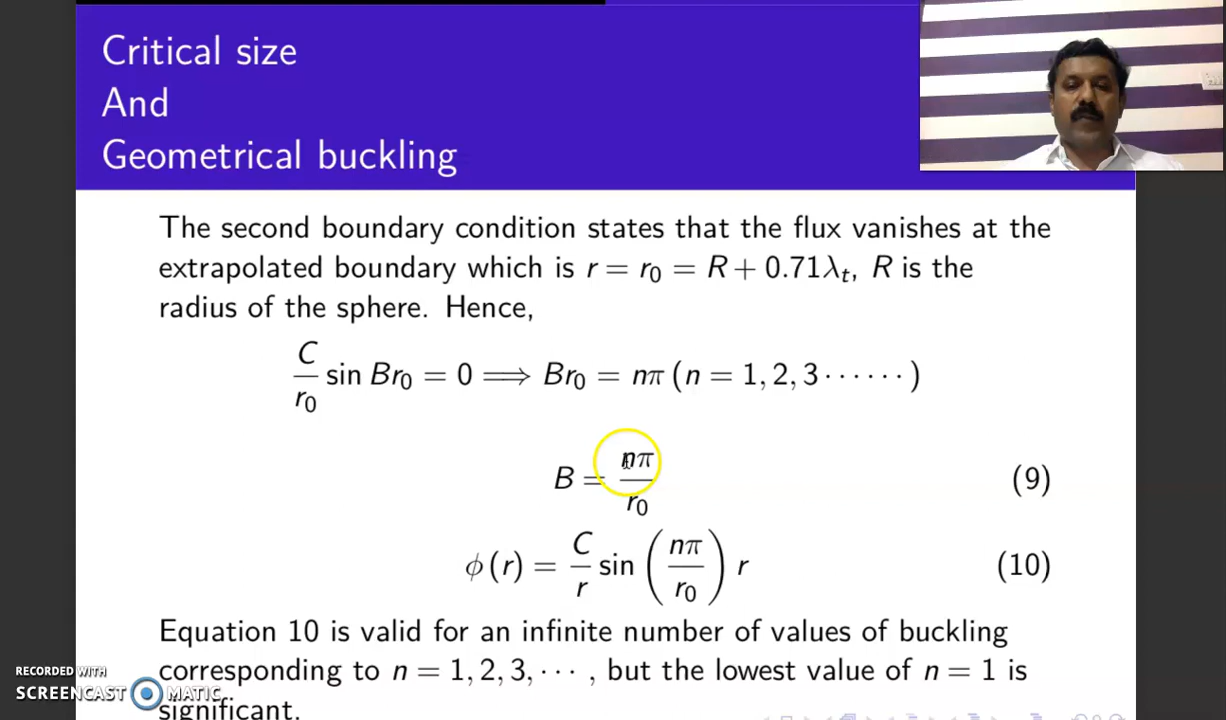 Critical size
And
Geometrical buckling
The second boundary condition states that the flux vanishes at the
extrapolated boundary which is r = r₀ = R + 0.71λₜ, R is the
radius of the sphere. Hence,
C/r₀ sin Br₀ = 0 ⟹ Br₀ = nπ (n = 1, 2, 3 · · · · · · )
B = nπ/r₀ (9)
ϕ (r) = C/r sin (nπ/r₀) r (10)
Equation 10 is valid for an infinite number of values of buckling
corresponding to n = 1, 2, 3, · · · , but the lowest value of n = 1 is
significant.
RECORDED WITH
SCREENCAST MATIC